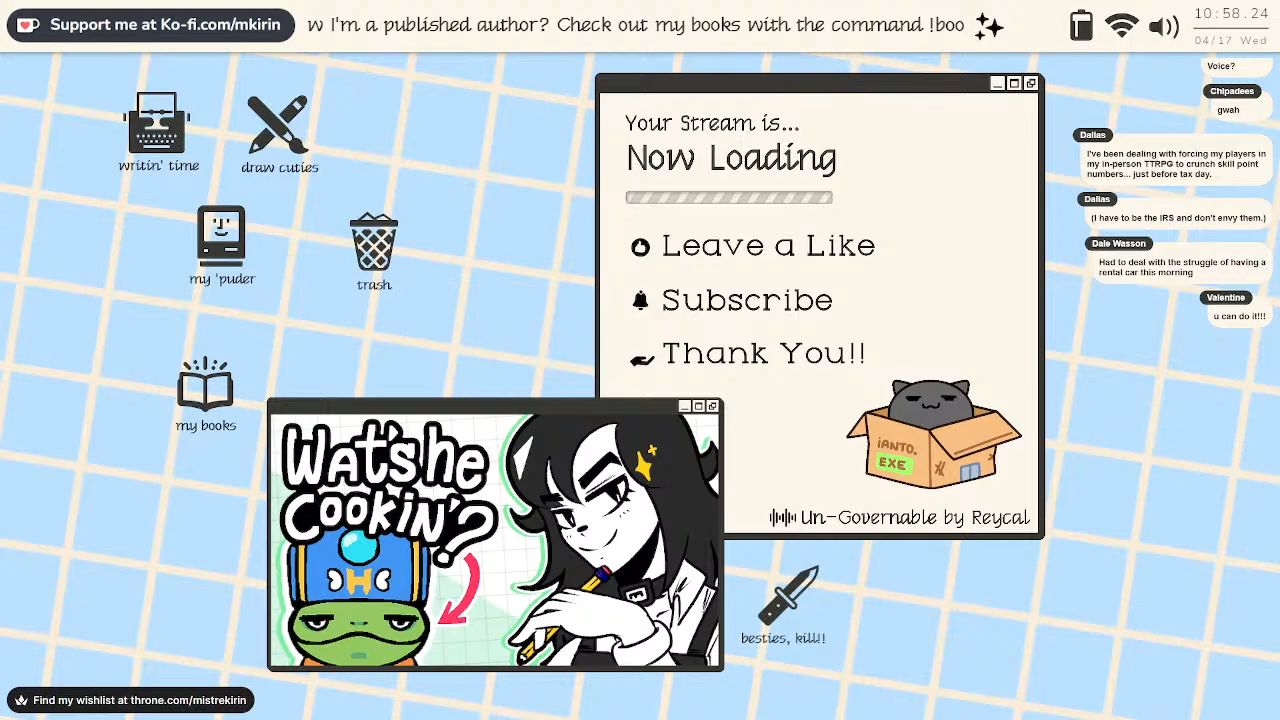 Support me at Ko-fi.com/mkirin
w I'm a published author? Check out my books with the command !boo
10:58.24
04/17 Wed
writin' time
draw cuties
my 'puder
trash
my books
Your Stream is...
Now Loading
Leave a Like
Subscribe
Thank You!!
iANTO.
EXE
Un-Governable by Reycal
Wat's he
Cookin'?
H
m
besties, kill!!
Voice?
Chipadees
gwah
Dallas
I've been dealing with forcing my players in
my in-person TTRPG to crunch skill point
numbers... just before tax day.
Dallas
(I have to be the IRS and don't envy them.)
Dale Wasson
Had to deal with the struggle of having a
rental car this morning
Valentine
u can do it!!!
Find my wishlist at throne.com/mistrekirin